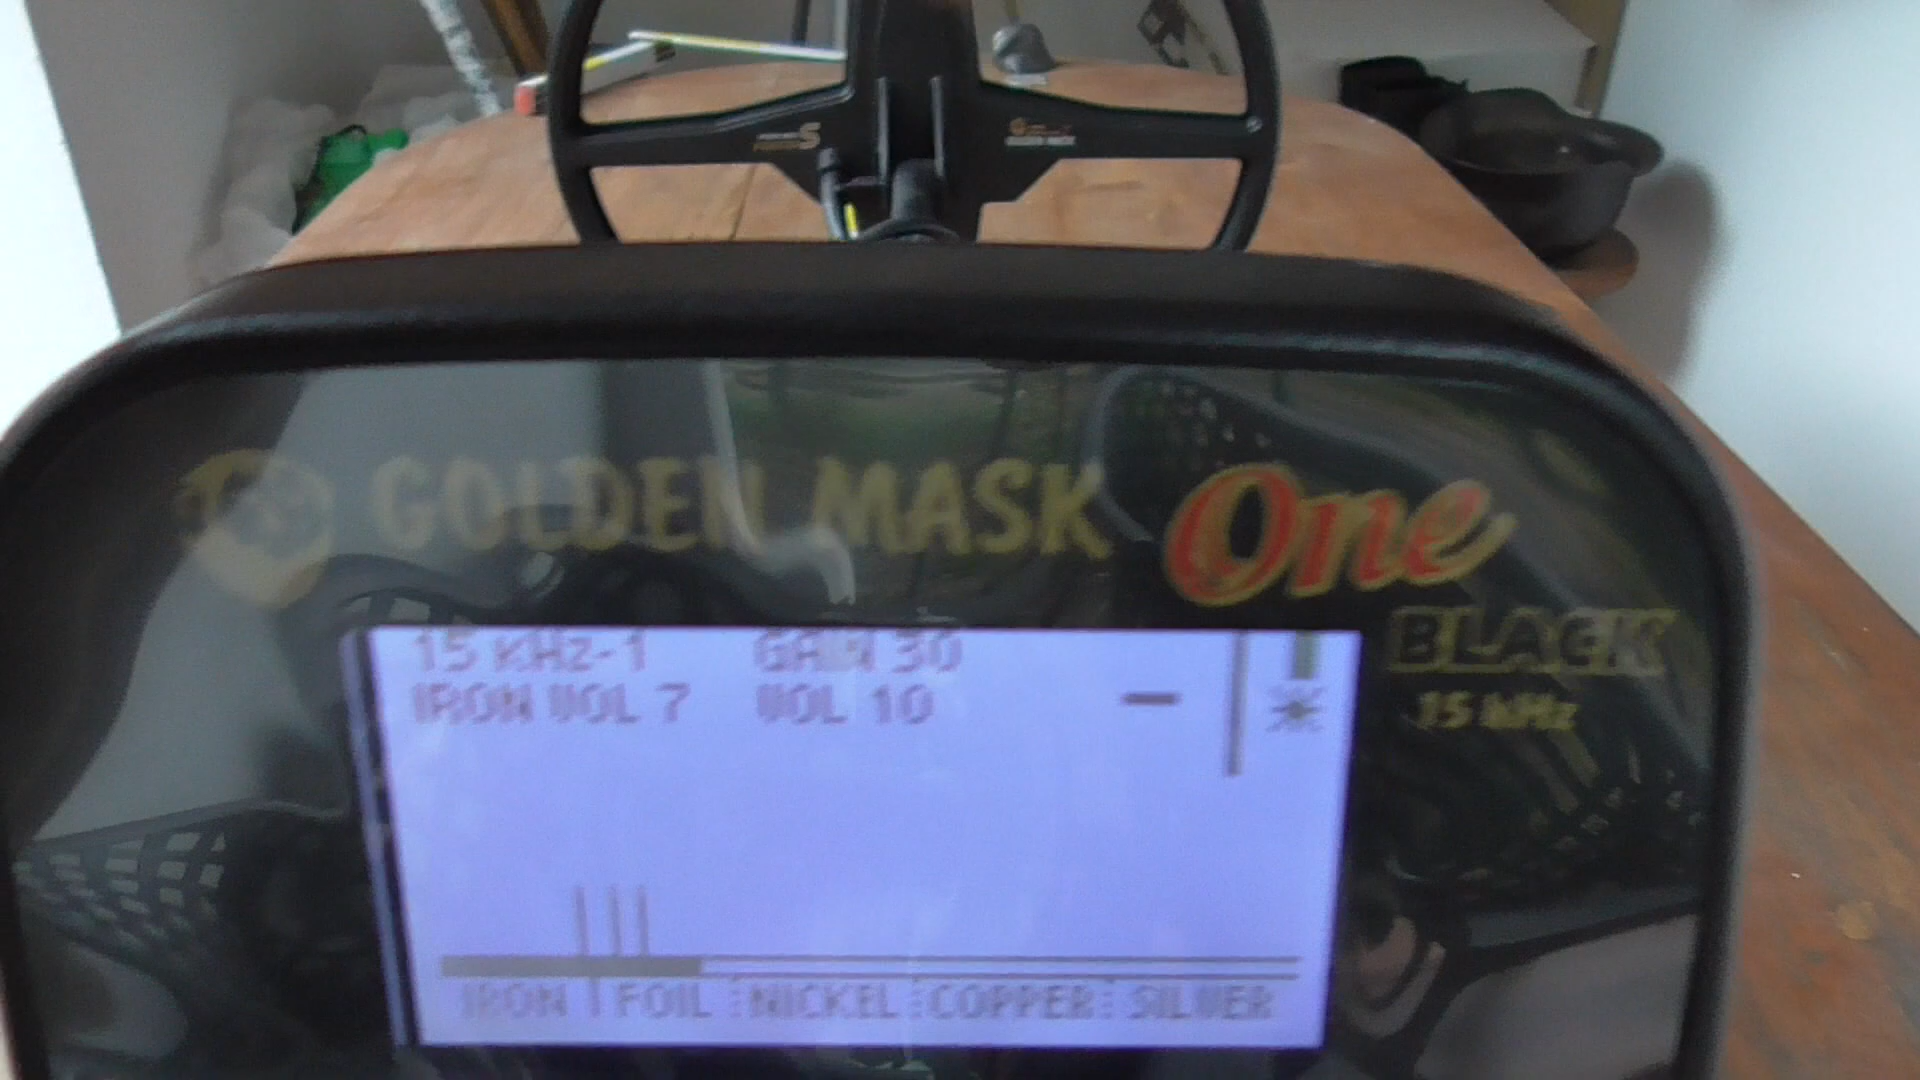 S
GOLDEN MASK One
BLACK
15 kHz
15 KHz-1 GAIN 30
IRON VOL 7 VOL 10
IRON FOIL NICKEL COPPER SILVER